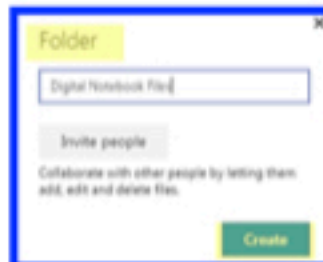 Folder
Digital Notebook Files
Invite people
Collaborate with other people by letting them
add, edit and delete files.
Create